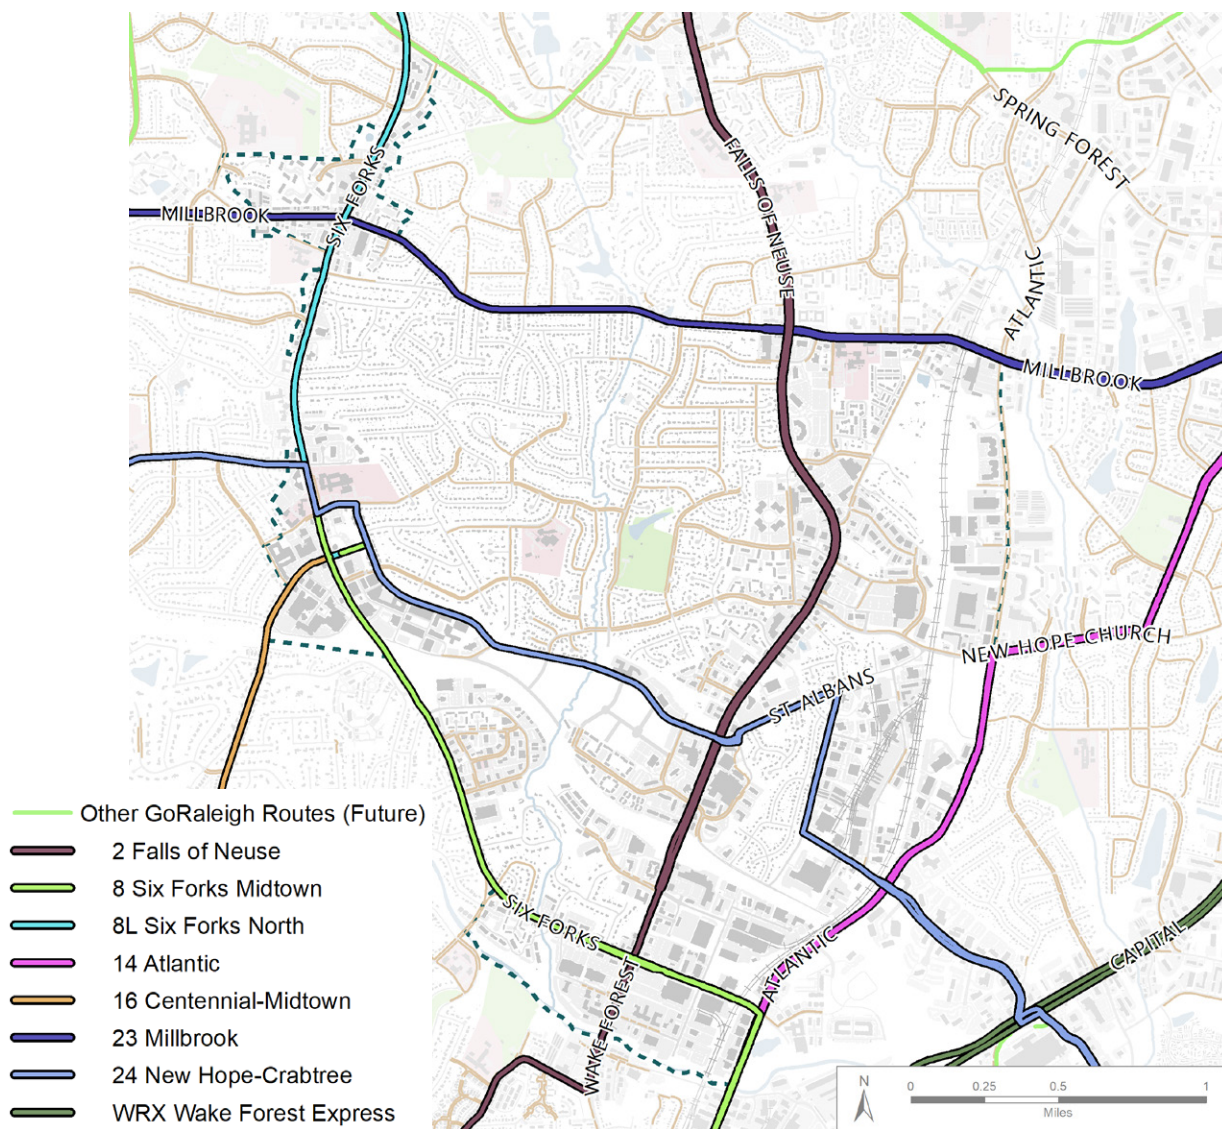 SPRING FOREST
FALLS OF NEUSE
SIX FORKS
MILLBROOK
ATLANTIC
MILLBROOK
NEW HOPE CHURCH
ST ALBANS
SIX FORKS
ATLANTIC
CAPITAL
WAKE FOREST
Other GoRaleigh Routes (Future)
2 Falls of Neuse
8 Six Forks Midtown
8L Six Forks North
14 Atlantic
16 Centennial-Midtown
23 Millbrook
24 New Hope-Crabtree
WRX Wake Forest Express
N
0 0.25 0.5 1
Miles